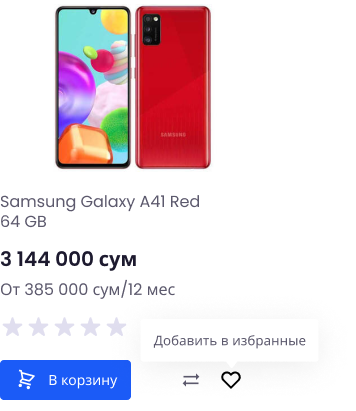 SAMSUNG
Samsung Galaxy A41 Red
64 GB
3 144 000 сум
От 385 000 сум/12 мес
Добавить в избранные
В корзину